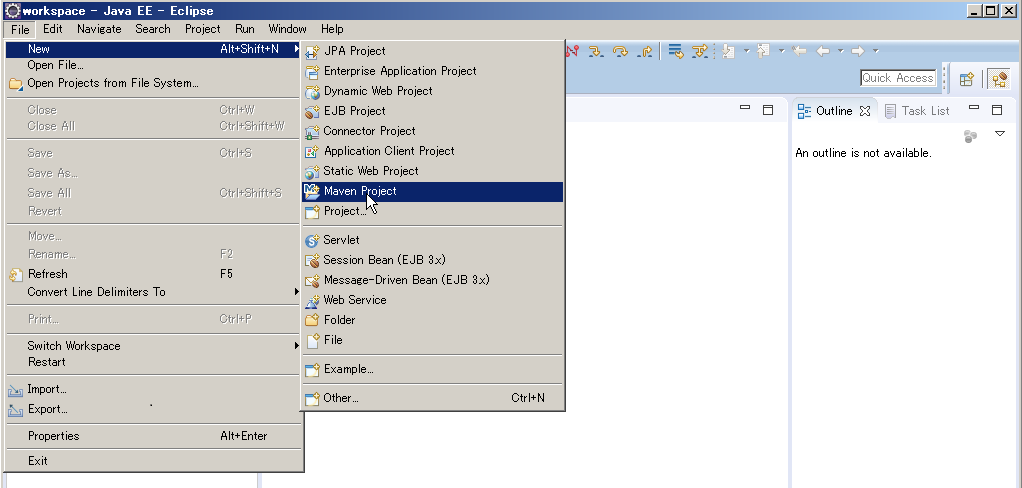 workspace - Java EE - Eclipse
File Edit Navigate Search Project Run Window Help
New Alt+Shift+N
Open File...
Open Projects from File System...
Close Ctrl+W
Close All Ctrl+Shift+W
Save Ctrl+S
Save As...
Save All Ctrl+Shift+S
Revert
Move...
Rename... F2
Refresh F5
Convert Line Delimiters To
Print... Ctrl+P
Switch Workspace
Restart
Import...
Export...
Properties Alt+Enter
Exit
JPA Project
Enterprise Application Project
Dynamic Web Project
EJB Project
Connector Project
Application Client Project
Static Web Project
Maven Project
Project...
Servlet
Session Bean (EJB 3.x)
Message-Driven Bean (EJB 3.x)
Web Service
Folder
File
Example...
Other... Ctrl+N
Quick Access
Outline Task List
An outline is not available.